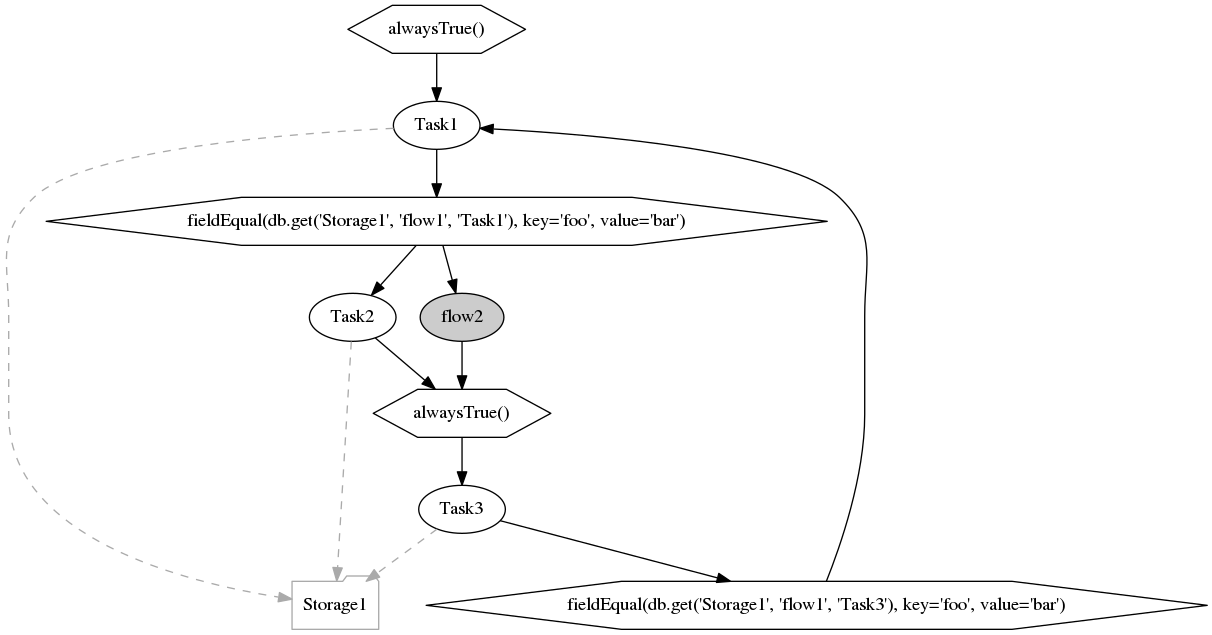 alwaysTrue()
Task1
fieldEqual(db.get('Storage1', 'flow1', 'Task1'), key='foo', value='bar')
Task2
flow2
alwaysTrue()
Task3
Storage1
fieldEqual(db.get('Storage1', 'flow1', 'Task3'), key='foo', value='bar')